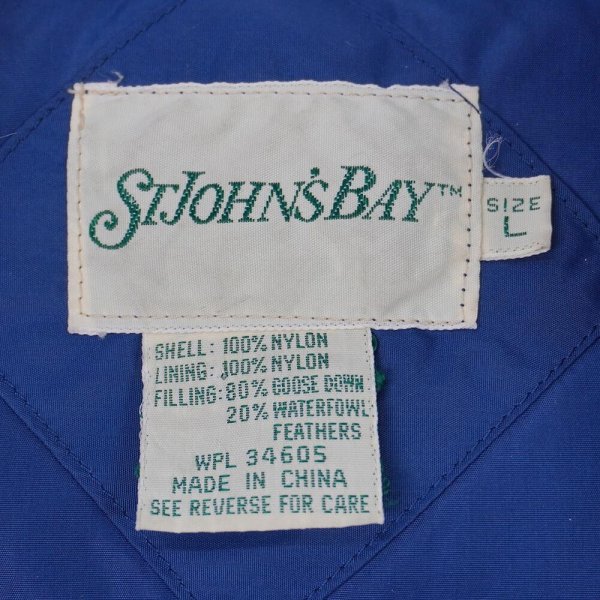 ST JOHN'S BAY™
SIZE
L
SHELL: 100% NYLON
LINING: 100% NYLON
FILLING: 80% GOOSE DOWN
20% WATERFOWL
FEATHERS
WPL 34605
MADE IN CHINA
SEE REVERSE FOR CARE